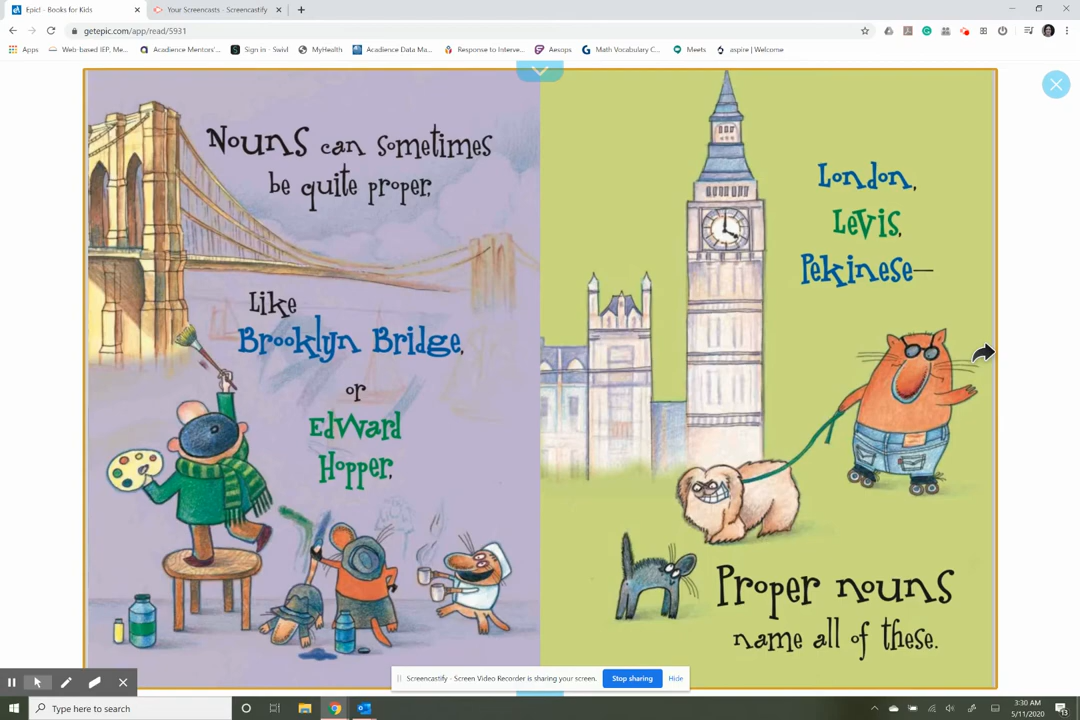 Epic! - Books for Kids
Your Screencasts - Screencastify
getepic.com/app/read/5931
Apps
Web-based IEP, Me...
Acadience Mentors'...
Sign in - Swivl
MyHealth
Acadience Data Ma...
Response to Interve...
Aesops
Math Vocabulary C...
Meets
aspire | Welcome
Nouns can sometimes
be quite proper,
Like
Brooklyn Bridge,
or
Edward
Hopper,
London,
Levis,
Pekinese—
Proper nouns
name all of these.
Screencastify - Screen Video Recorder is sharing your screen.
Stop sharing
Hide
Type here to search
3:30 AM
5/11/2020
13